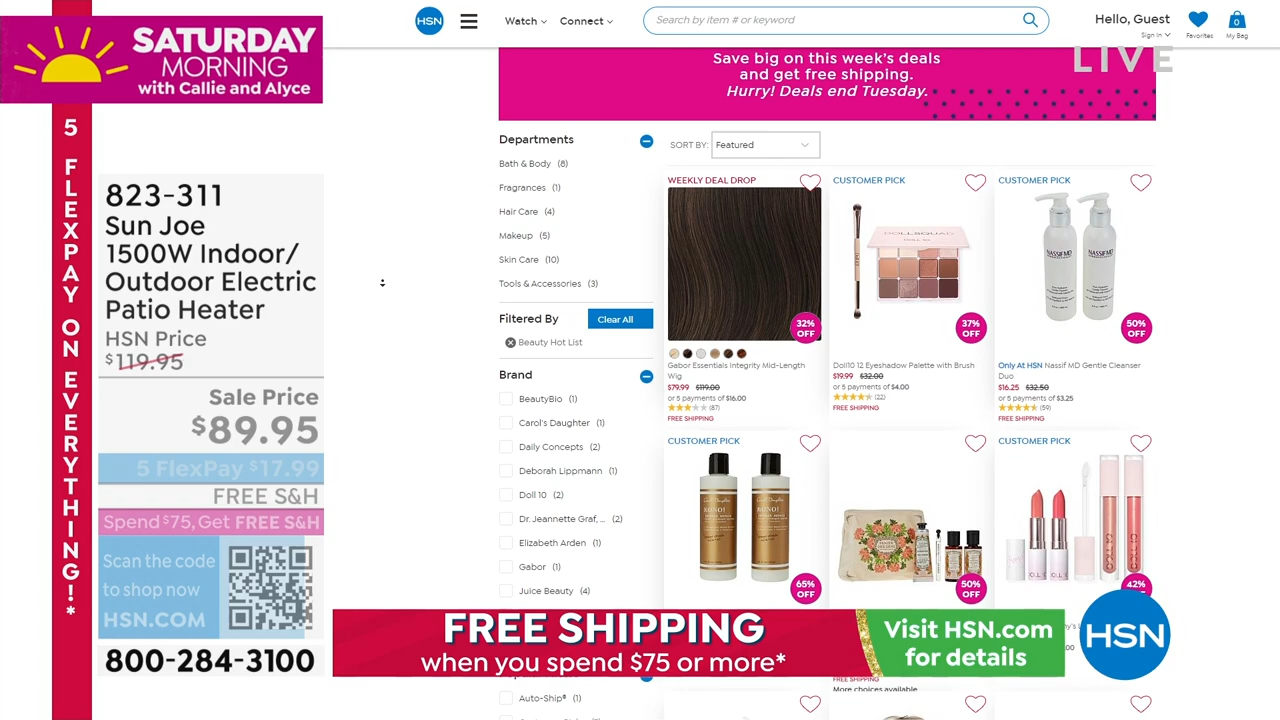 SATURDAY
MORNING
with Callie and Alyce
5 FLEXPAY ON EVERYTHING!*
823-311
Sun Joe
1500W Indoor/
Outdoor Electric
Patio Heater
HSN Price
$119.95
Sale Price
$89.95
5 FlexPay $17.99
FREE S&H
Spend $75, Get FREE S&H
Scan the code
to shop now
HSN.COM
800-284-3100
HSN
Watch
Connect
Search by item # or keyword
Hello, Guest
Sign in
Favorites
0
My Bag
LIVE
Save big on this week's deals
and get free shipping.
Hurry! Deals end Tuesday.
Departments
Bath & Body (8)
Fragrances (1)
Hair Care (4)
Makeup (5)
Skin Care (10)
Tools & Accessories (3)
Filtered By
Clear All
Beauty Hot List
Brand
BeautyBio (1)
Carol's Daughter (1)
Daily Concepts (2)
Deborah Lippmann (1)
Doll 10 (2)
Dr. Jeannette Graf, ... (2)
Elizabeth Arden (1)
Gabor (1)
Juice Beauty (4)
Auto-Ship® (1)
SORT BY: Featured
WEEKLY DEAL DROP
32%
OFF
Gabor Essentials Integrity Mid-Length
Wig
$79.99 $119.00
or 5 payments of $16.00
(87)
FREE SHIPPING
CUSTOMER PICK
DOLLSQUAD
37%
OFF
Doll10 12 Eyeshadow Palette with Brush
$19.99 $32.00
or 5 payments of $4.00
(22)
FREE SHIPPING
CUSTOMER PICK
NASSIFMD
NASSIFMD
50%
OFF
Only At HSN Nassif MD Gentle Cleanser
Duo
$16.25 $32.50
or 5 payments of $3.25
(59)
FREE SHIPPING
CUSTOMER PICK
65%
OFF
50%
OFF
CUSTOMER PICK
42%
FREE SHIPPING
when you spend $75 or more*
Visit HSN.com
for details
HSN
FREE SHIPPING
More choices available